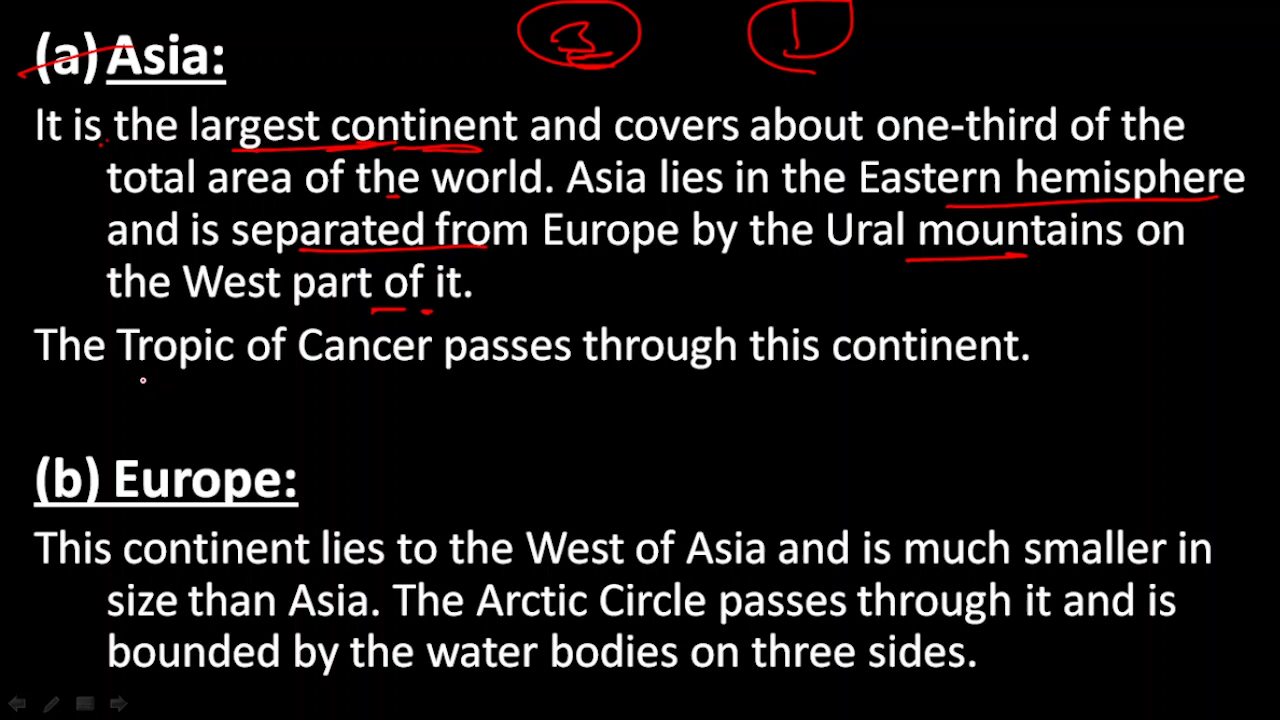 3 1
(a) Asia:
It is the largest continent and covers about one-third of the
total area of the world. Asia lies in the Eastern hemisphere
and is separated from Europe by the Ural mountains on
the West part of it.
The Tropic of Cancer passes through this continent.
(b) Europe:
This continent lies to the West of Asia and is much smaller in
size than Asia. The Arctic Circle passes through it and is
bounded by the water bodies on three sides.